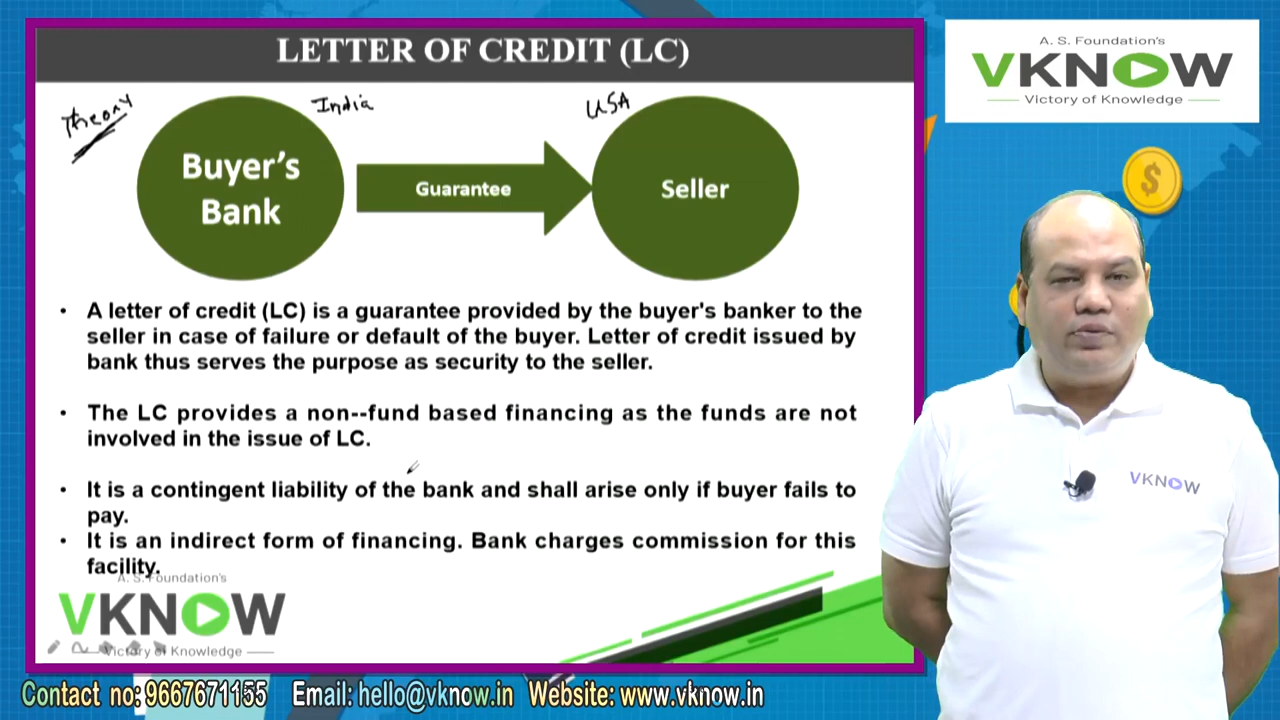 LETTER OF CREDIT (LC)
A. S. Foundation's
VKNOW
Victory of Knowledge
Theory
India
USA
Buyer's
Bank
Guarantee
Seller
• A letter of credit (LC) is a guarantee provided by the buyer's banker to the
seller in case of failure or default of the buyer. Letter of credit issued by
bank thus serves the purpose as security to the seller.
• The LC provides a non--fund based financing as the funds are not
involved in the issue of LC.
• It is a contingent liability of the bank and shall arise only if buyer fails to
pay.
• It is an indirect form of financing. Bank charges commission for this
facility.
A. S. Foundation's
VKNOW
Victory of Knowledge
VKNOW
Contact no: 9667671155 Email: hello@vknow.in Website: www.vknow.in